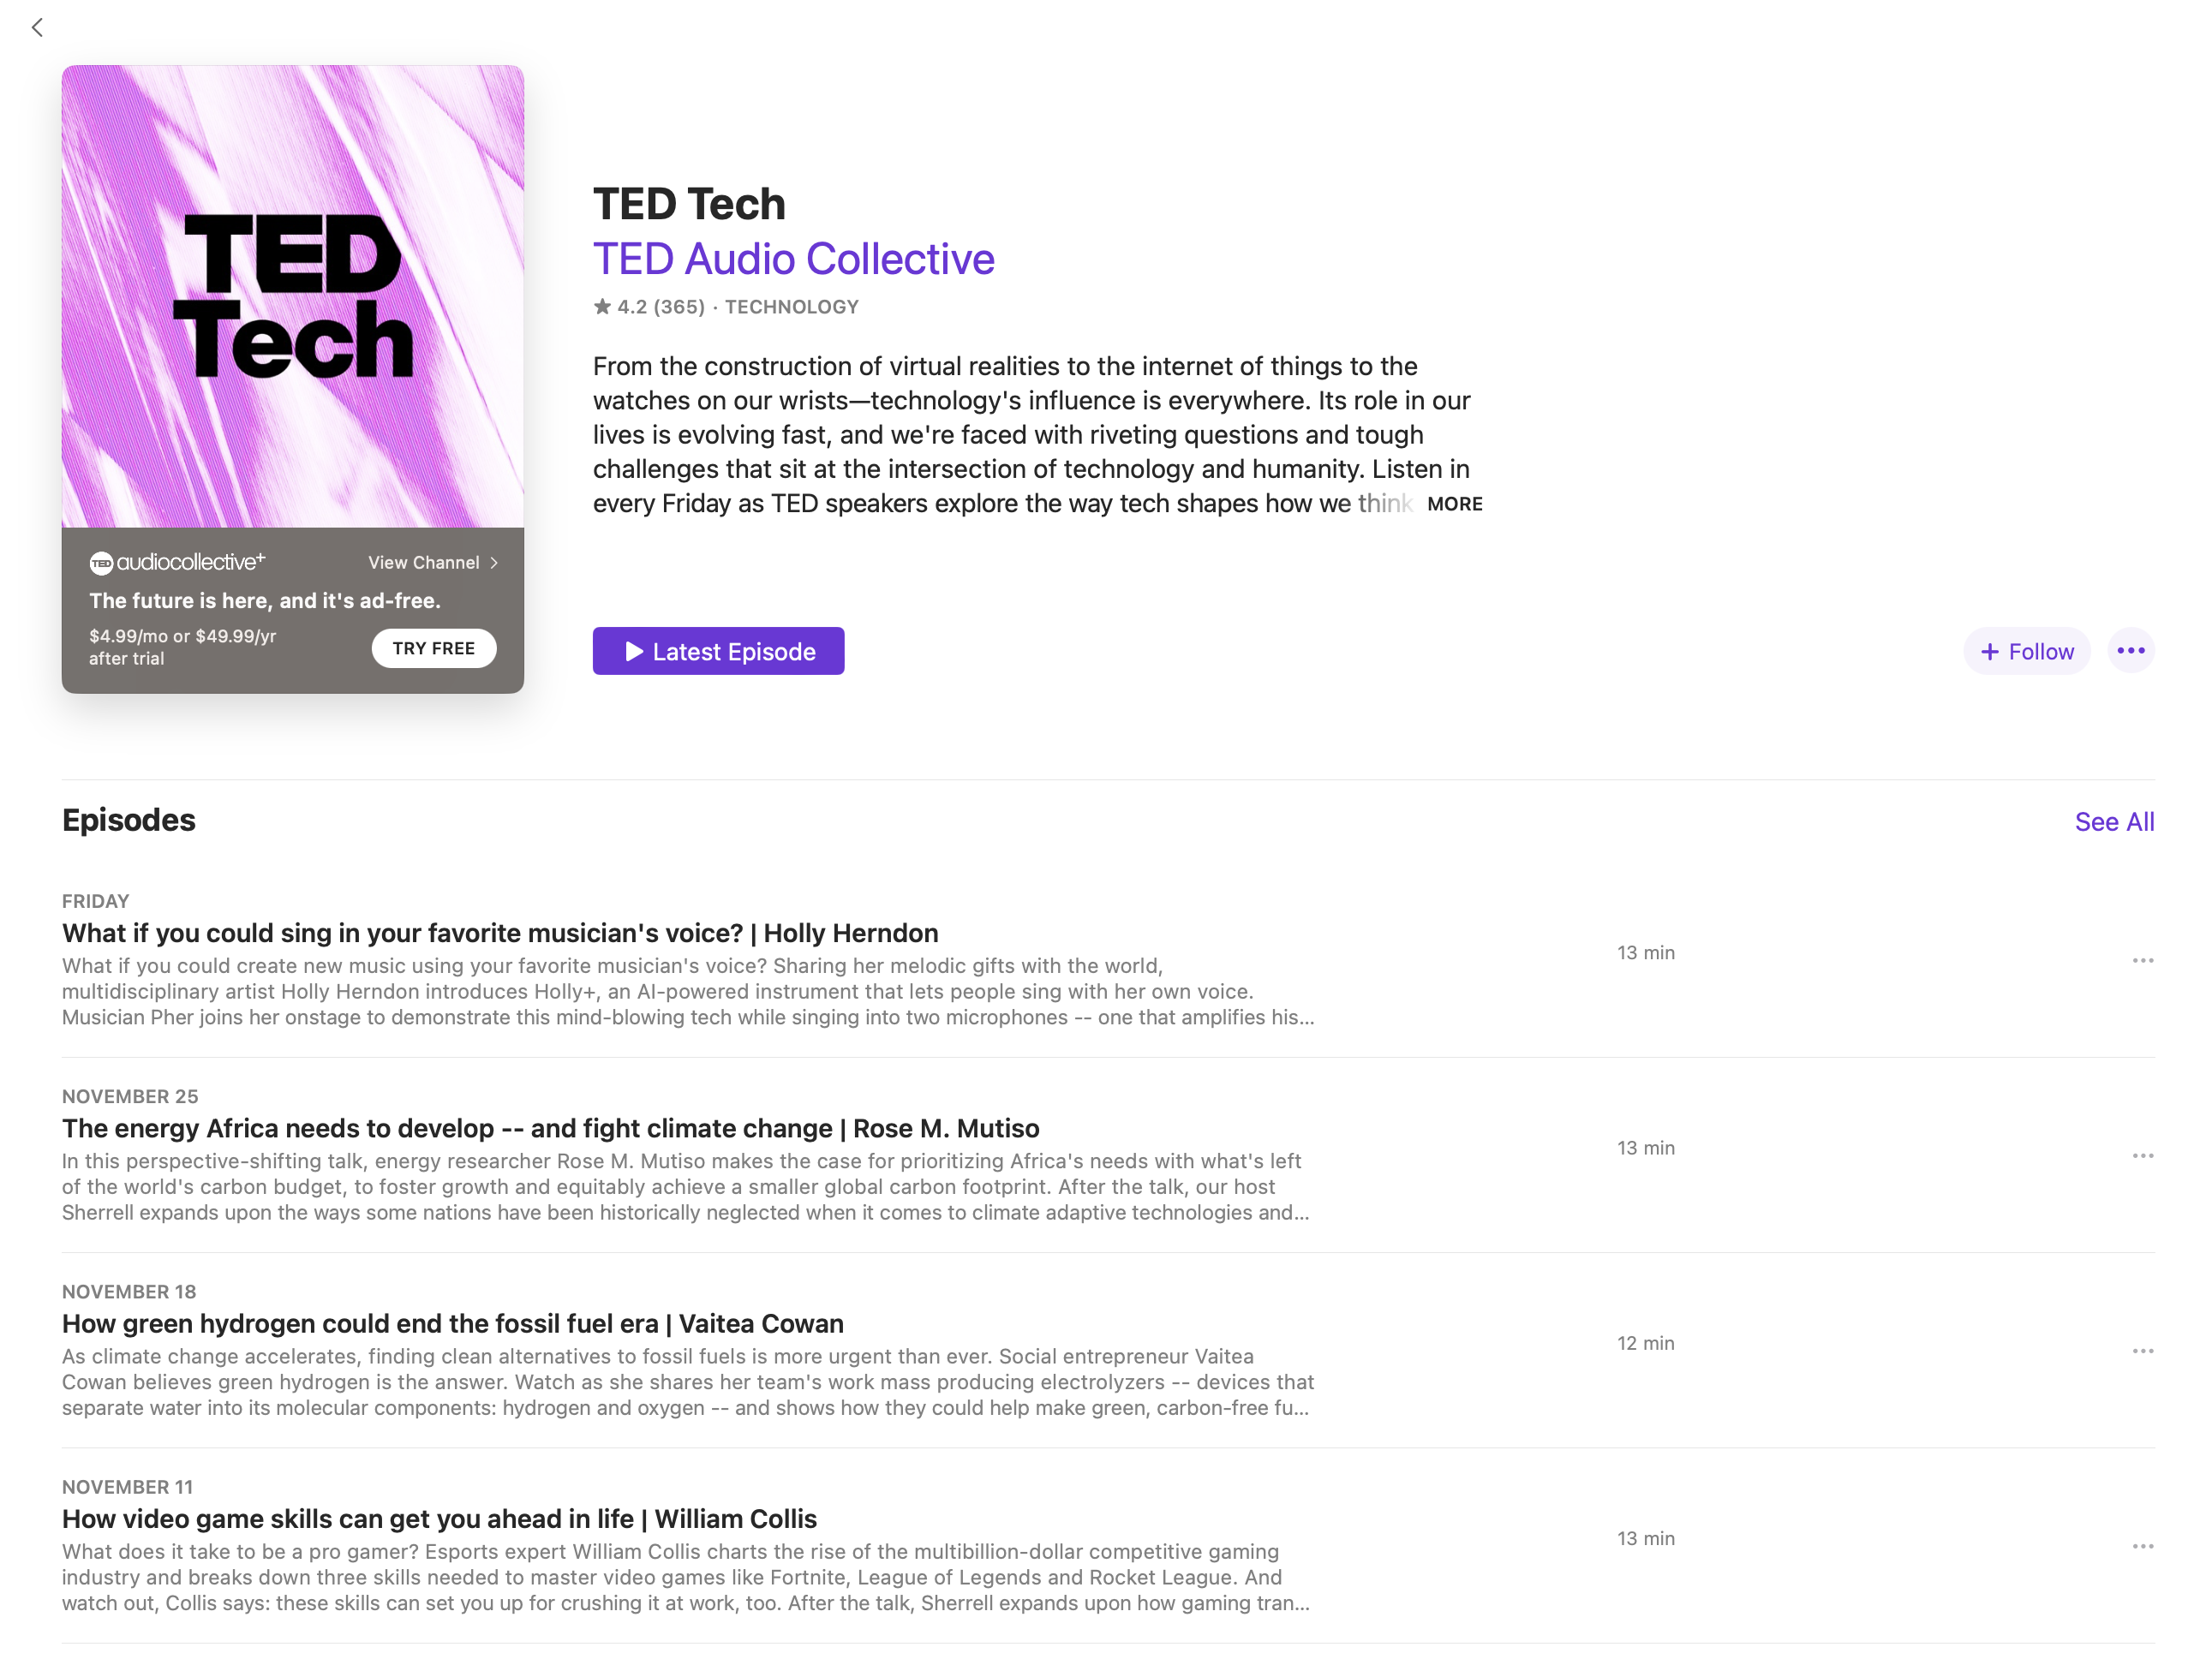 TED
Tech
TED audiocollective+
View Channel
The future is here, and it's ad-free.
$4.99/mo or $49.99/yr
after trial
TRY FREE
TED Tech
TED Audio Collective
★ 4.2 (365) · TECHNOLOGY
From the construction of virtual realities to the internet of things to the
watches on our wrists—technology's influence is everywhere. Its role in our
lives is evolving fast, and we're faced with riveting questions and tough
challenges that sit at the intersection of technology and humanity. Listen in
every Friday as TED speakers explore the way tech shapes how we think MORE
Latest Episode
+ Follow
Episodes
See All
FRIDAY
What if you could sing in your favorite musician's voice? | Holly Herndon
What if you could create new music using your favorite musician's voice? Sharing her melodic gifts with the world,
multidisciplinary artist Holly Herndon introduces Holly+, an AI-powered instrument that lets people sing with her own voice.
Musician Pher joins her onstage to demonstrate this mind-blowing tech while singing into two microphones -- one that amplifies his...
13 min
NOVEMBER 25
The energy Africa needs to develop -- and fight climate change | Rose M. Mutiso
In this perspective-shifting talk, energy researcher Rose M. Mutiso makes the case for prioritizing Africa's needs with what's left
of the world's carbon budget, to foster growth and equitably achieve a smaller global carbon footprint. After the talk, our host
Sherrell expands upon the ways some nations have been historically neglected when it comes to climate adaptive technologies and...
13 min
NOVEMBER 18
How green hydrogen could end the fossil fuel era | Vaitea Cowan
As climate change accelerates, finding clean alternatives to fossil fuels is more urgent than ever. Social entrepreneur Vaitea
Cowan believes green hydrogen is the answer. Watch as she shares her team's work mass producing electrolyzers -- devices that
separate water into its molecular components: hydrogen and oxygen -- and shows how they could help make green, carbon-free fu...
12 min
NOVEMBER 11
How video game skills can get you ahead in life | William Collis
What does it take to be a pro gamer? Esports expert William Collis charts the rise of the multibillion-dollar competitive gaming
industry and breaks down three skills needed to master video games like Fortnite, League of Legends and Rocket League. And
watch out, Collis says: these skills can set you up for crushing it at work, too. After the talk, Sherrell expands upon how gaming tran...
13 min